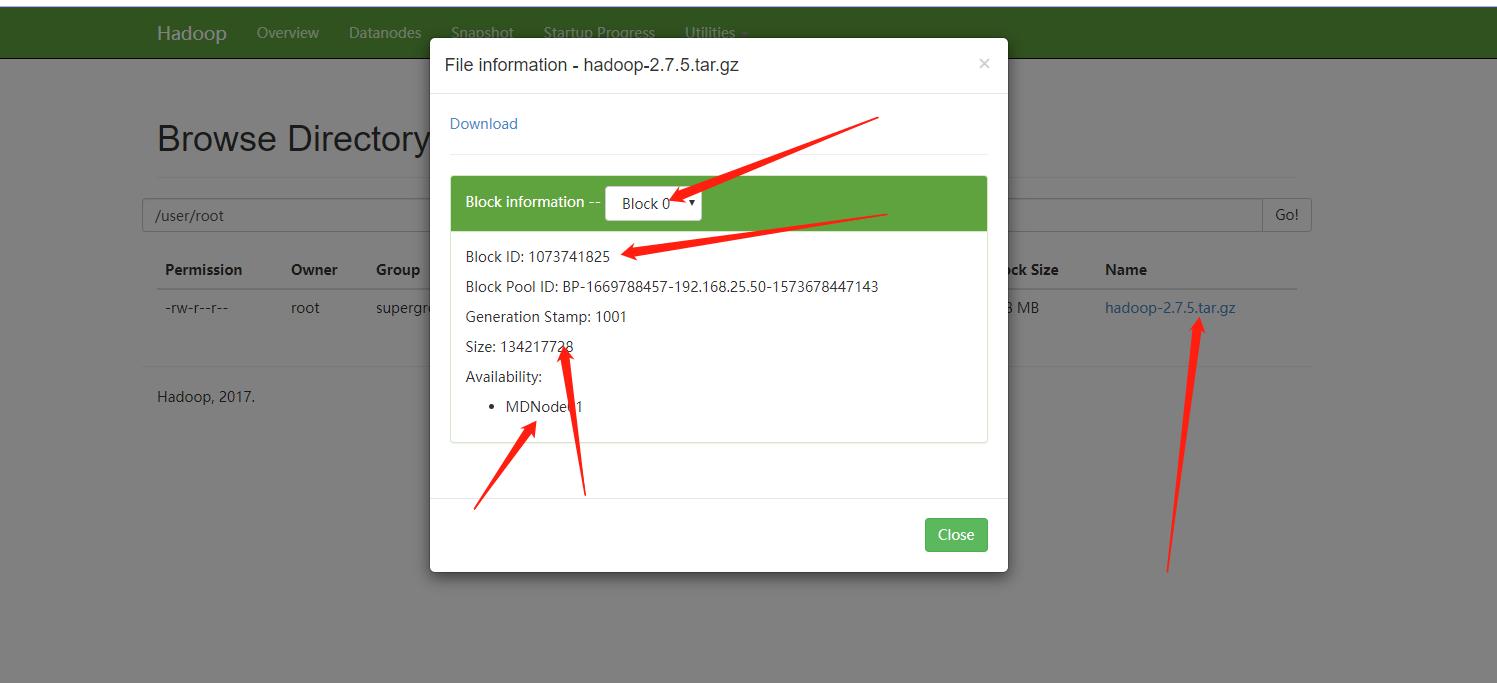 Hadoop Overview Datanodes Snapshot Startup Progress Utilities
File information - hadoop-2.7.5.tar.gz ×
Download
Browse Directory
Block information -- Block 0
/user/root Go!
Block ID: 1073741825
Permission Owner Group Size Name
Block Pool ID: BP-1669788457-192.168.25.50-1573678447143
-rw-r--r-- root MB hadoop-2.7.5.tar.gz
Generation Stamp: 1001
Size: 134217728
Availability:
Hadoop, 2017.
• MDNode01
Close